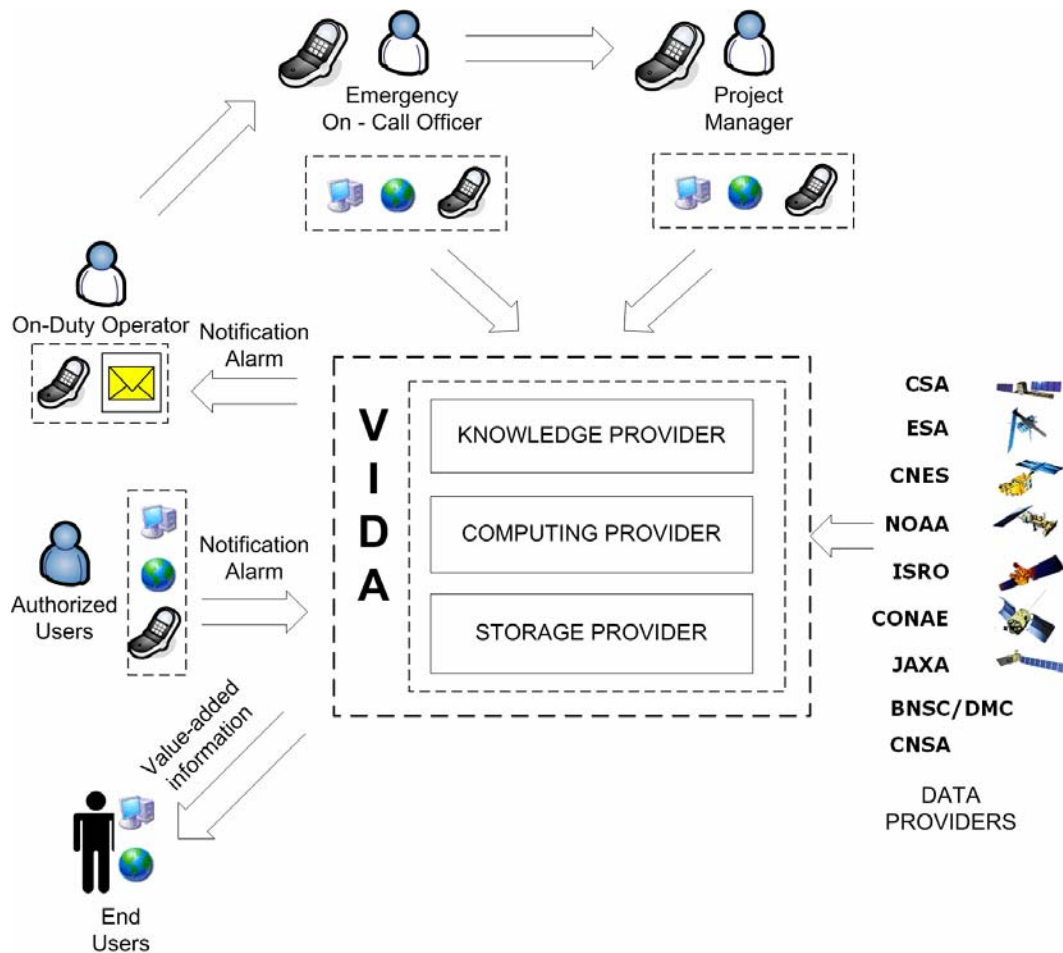 Emergency
On - Call Officer
Project
Manager
On-Duty Operator
Notification
Alarm
V
I
D
A
KNOWLEDGE PROVIDER
COMPUTING PROVIDER
STORAGE PROVIDER
Authorized
Users
Notification
Alarm
Value-added
information
End
Users
CSA
ESA
CNES
NOAA
ISRO
CONAE
JAXA
BNSC/DMC
CNSA
DATA
PROVIDERS